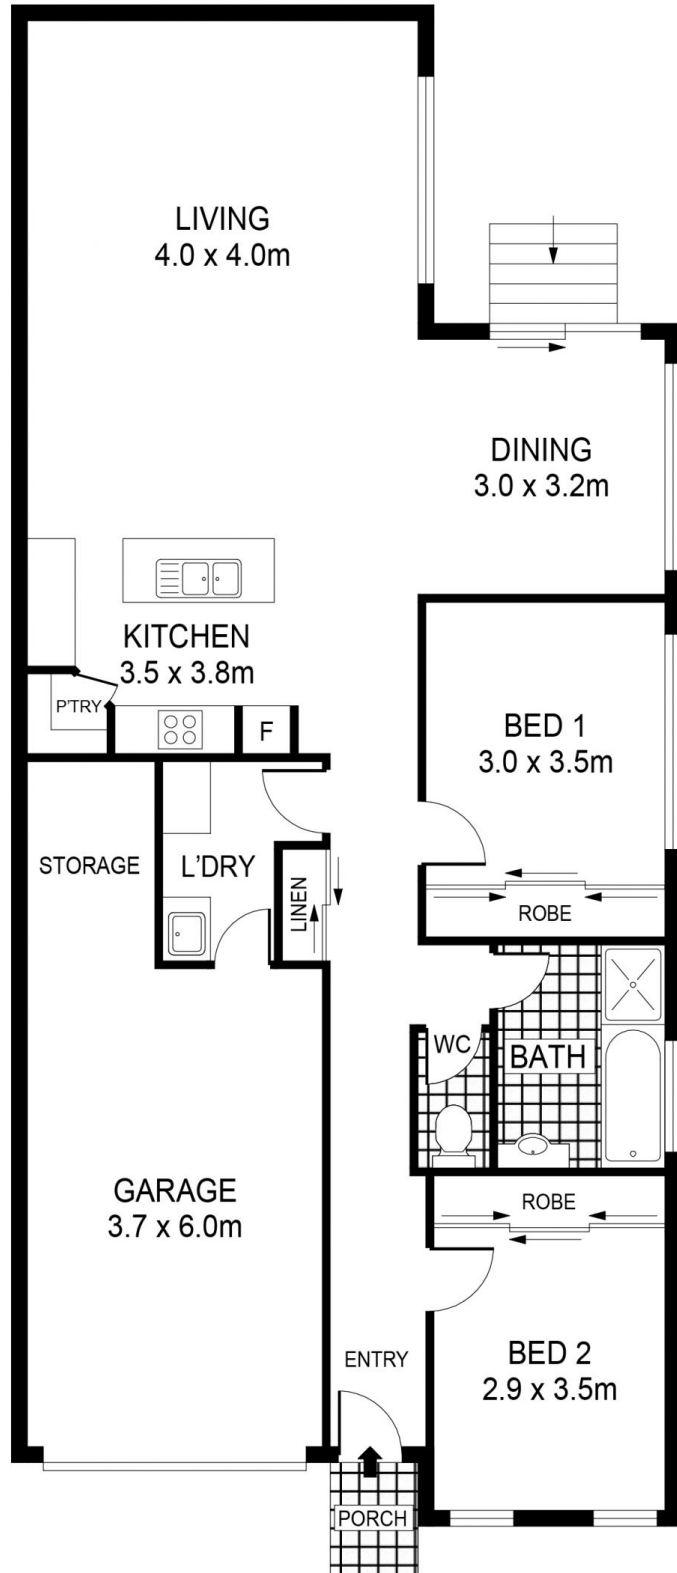 LIVING
4.0 x 4.0m
DINING
3.0 x 3.2m
KITCHEN
3.5 x 3.8m
P'TRY
F
BED 1
3.0 x 3.5m
STORAGE
L'DRY
LINEN
ROBE
WC
BATH
GARAGE
3.7 x 6.0m
ROBE
ENTRY
BED 2
2.9 x 3.5m
PORCH